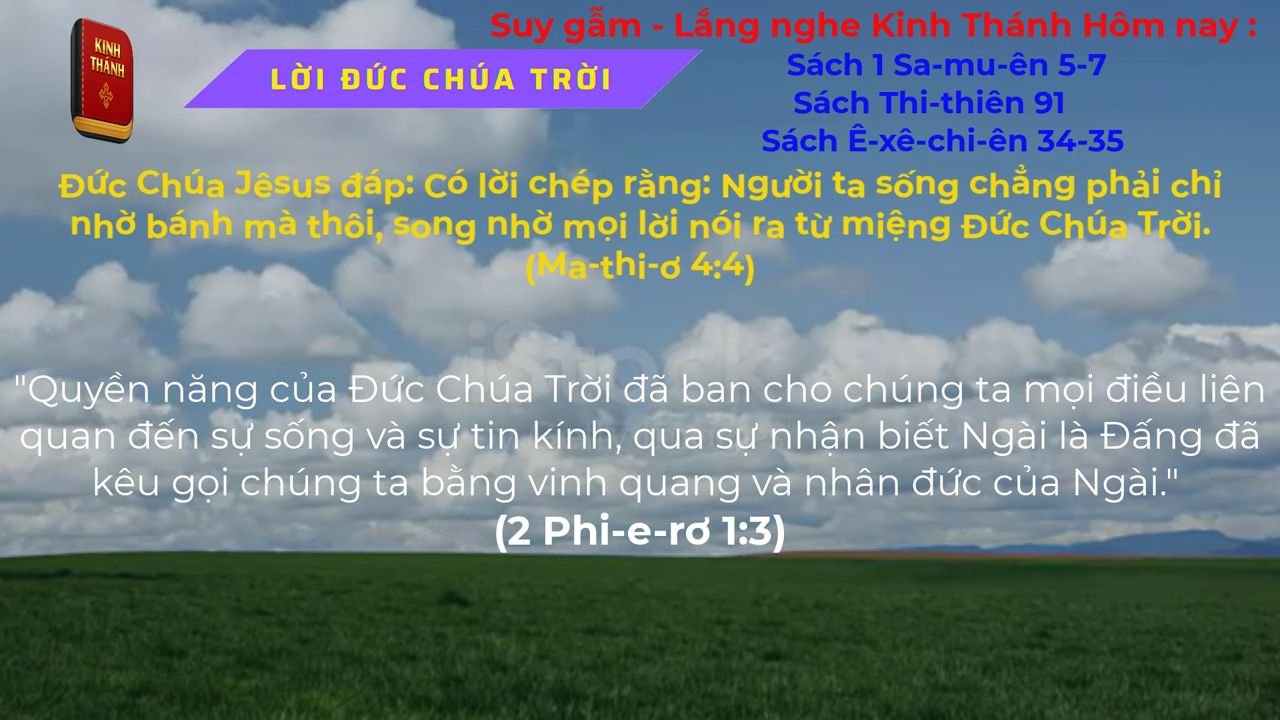 Suy gẫm - Lắng nghe Kinh Thánh Hôm nay :
KINH
THÁNH
LỜI ĐỨC CHÚA TRỜI
Sách 1 Sa-mu-ên 5-7
Sách Thi-thiên 91
Sách Ê-xê-chi-ên 34-35
Đức Chúa Jêsus đáp: Có lời chép rằng: Người ta sống chẳng phải chỉ
nhờ bánh mà thôi, song nhờ mọi lời nói ra từ miệng Đức Chúa Trời.
(Ma-thi-ơ 4:4)
iStock
"Quyền năng của Đức Chúa Trời đã ban cho chúng ta mọi điều liên
quan đến sự sống và sự tin kính, qua sự nhận biết Ngài là Đấng đã
kêu gọi chúng ta bằng vinh quang và nhân đức của Ngài."
(2 Phi-e-rơ 1:3)